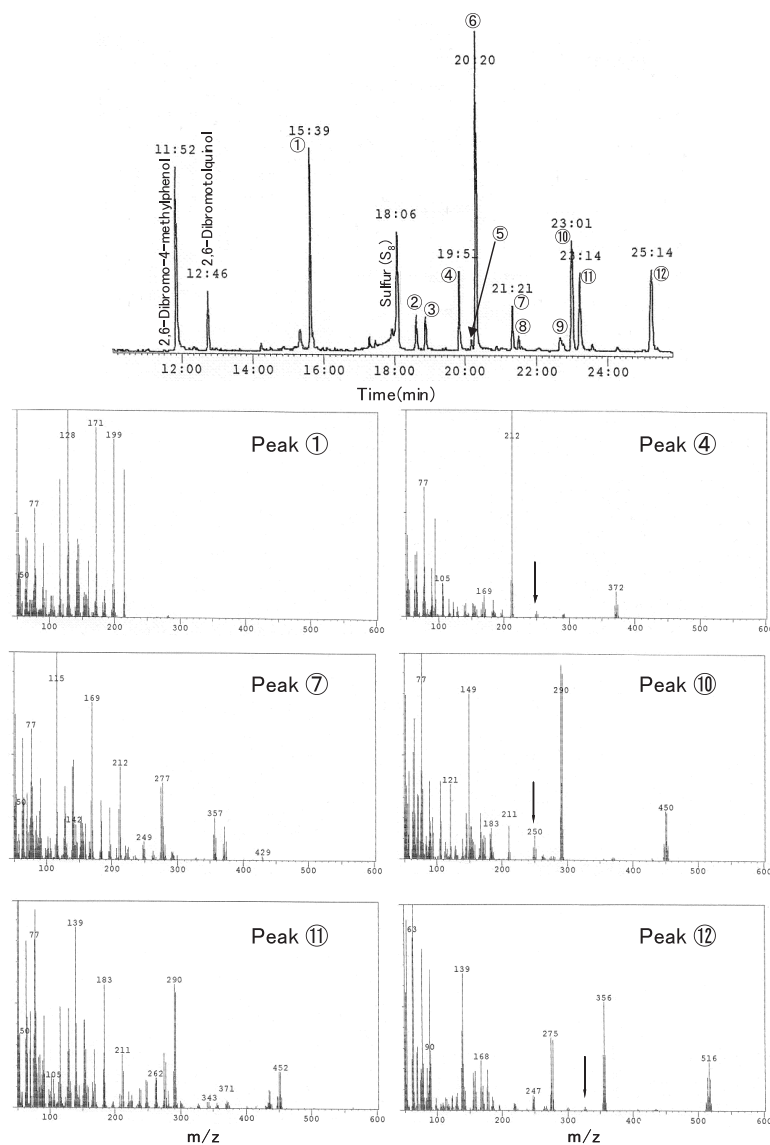 ⑥
20:20
15:39
①
11:52
2,6-Dibromo-4-methylphenol
12:46
2,6-Dibromotolquinol
18:06
Sulfur (S8)
②
③
19:51
④
⑤
21:21
⑦
⑧
⑨
23:01
⑩
23:14
⑪
25:14
⑫
12:00 14:00 16:00 18:00 20:00 22:00 24:00
Time(min)
Peak ①
50 77 128 171 199
100 200 300 400 500 600
Peak ④
77 105 169 212 372
100 200 300 400 500 600
Peak ⑦
50 77 115 142 169 212 249 277 357 429
100 200 300 400 500 600
Peak ⑩
77 121 149 183 211 250 290 450
100 200 300 400 500 600
Peak ⑪
50 77 105 139 183 211 262 290 343 371 452
100 200 300 400 500 600
m/z
Peak ⑫
63 90 139 168 247 275 356 516
100 200 300 400 500 600
m/z